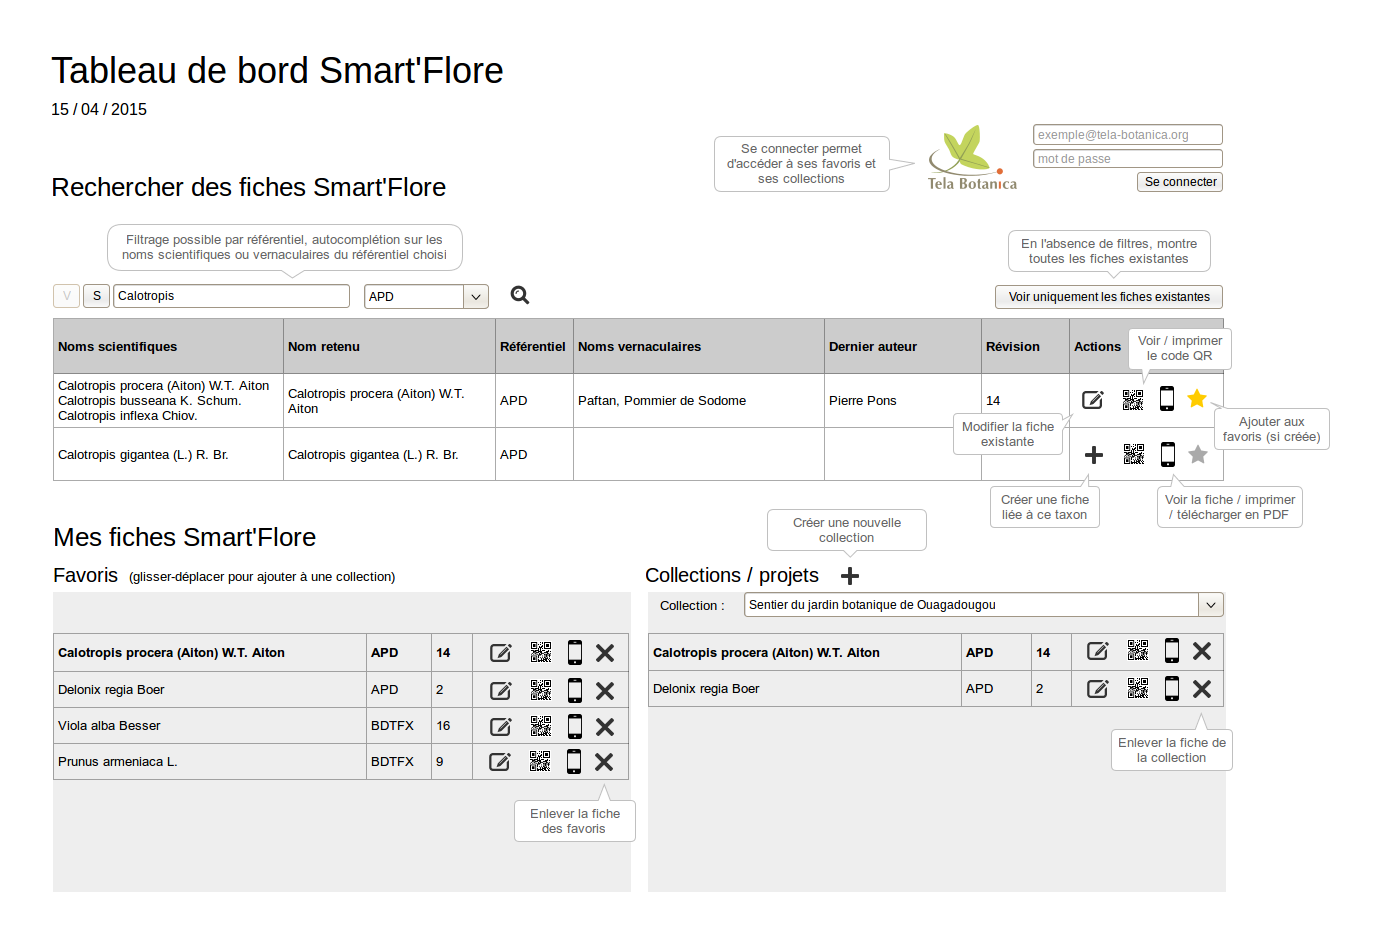 Tableau de bord Smart'Flore
15 / 04 / 2015
exemple@tela-botanica.org
mot de passe
Se connecter
Se connecter permet
d'accéder à ses favoris et
ses collections
Tela Botanica
Rechercher des fiches Smart'Flore
Filtrage possible par référentiel, autocomplétion sur les
noms scientifiques ou vernaculaires du référentiel choisi
En l'absence de filtres, montre
toutes les fiches existantes
V S Calotropis APD Voir uniquement les fiches existantes
Noms scientifiques Nom retenu Référentiel Noms vernaculaires Dernier auteur Révision Actions
Voir / imprimer
le code QR
Calotropis procera (Aiton) W.T. Aiton
Calotropis busseana K. Schum.
Calotropis inflexa Chiov.
Calotropis procera (Aiton) W.T.
Aiton
APD Paftan, Pommier de Sodome Pierre Pons 14
Modifier la fiche
existante
Ajouter aux
favoris (si créée)
Calotropis gigantea (L.) R. Br. Calotropis gigantea (L.) R. Br. APD
Créer une fiche
liée à ce taxon
Voir la fiche / imprimer
/ télécharger en PDF
Mes fiches Smart'Flore
Créer une nouvelle
collection
Favoris (glisser-déplacer pour ajouter à une collection)
Calotropis procera (Aiton) W.T. Aiton APD 14
Delonix regia Boer APD 2
Viola alba Besser BDTFX 16
Prunus armeniaca L. BDTFX 9
Enlever la fiche
des favoris
Collections / projets
Collection : Sentier du jardin botanique de Ouagadougou
Calotropis procera (Aiton) W.T. Aiton APD 14
Delonix regia Boer APD 2
Enlever la fiche de
la collection